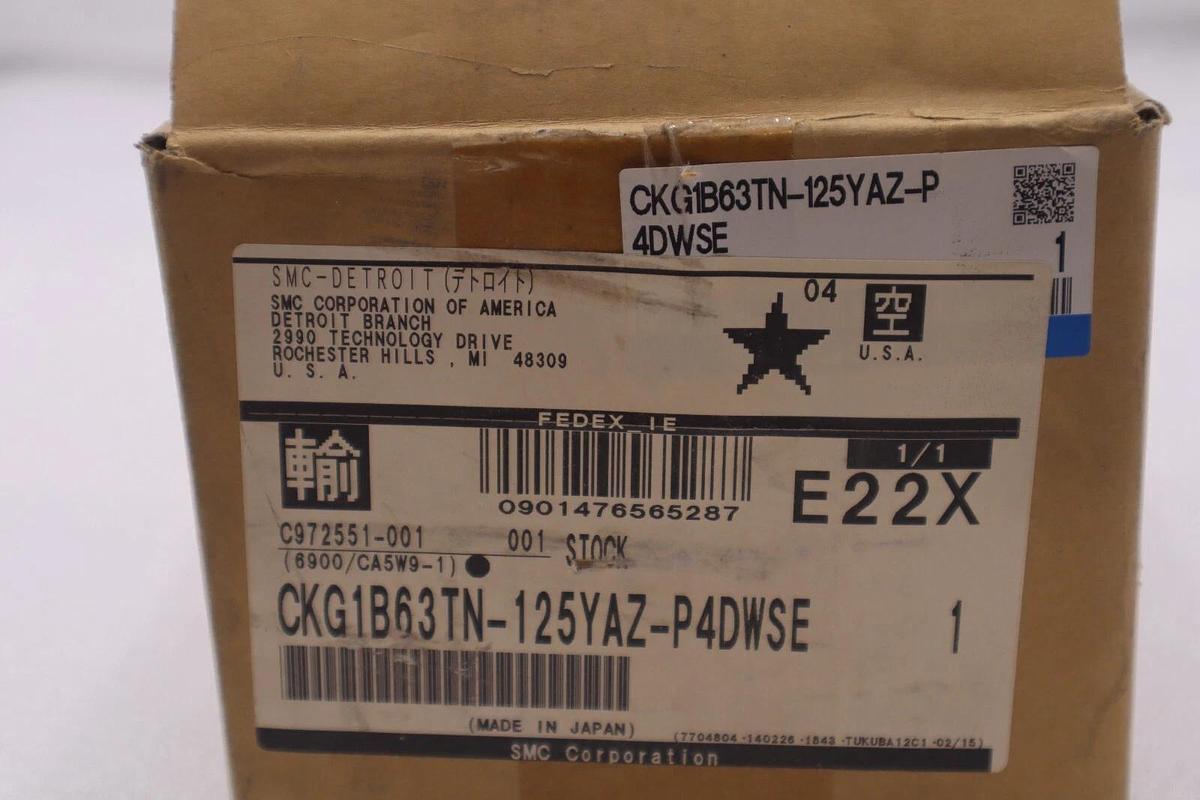 CKG1B63TN-125YAZ-P
4DWSE
1
SMC-DETROIT(デトロイト)
SMC CORPORATION OF AMERICA
DETROIT BRANCH
2990 TECHNOLOGY DRIVE
ROCHESTER HILLS , MI 48309
U. S. A.
04
空
U.S.A.
FEDEX IE
輸
0901476565287
1/1
E22X
C972551-001 001 STOCK
(6900/CA5W9-1)
CKG1B63TN-125YAZ-P4DWSE 1
(MADE IN JAPAN)
(7704804 -140226 -1843 -TUKUBA12C1 -02/15)
SMC Corporation